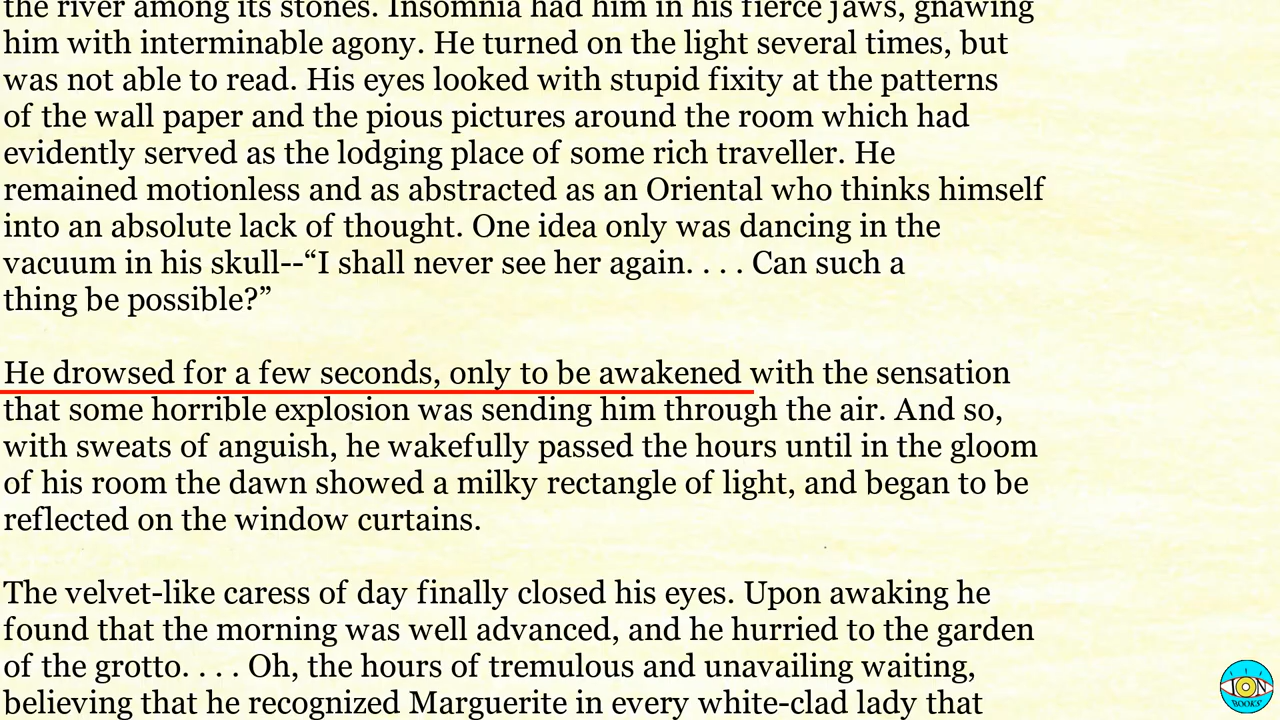 the river among its stones. Insomnia had him in his fierce jaws, gnawing
him with interminable agony. He turned on the light several times, but
was not able to read. His eyes looked with stupid fixity at the patterns
of the wall paper and the pious pictures around the room which had
evidently served as the lodging place of some rich traveller. He
remained motionless and as abstracted as an Oriental who thinks himself
into an absolute lack of thought. One idea only was dancing in the
vacuum in his skull--“I shall never see her again. . . . Can such a
thing be possible?”
He drowsed for a few seconds, only to be awakened with the sensation
that some horrible explosion was sending him through the air. And so,
with sweats of anguish, he wakefully passed the hours until in the gloom
of his room the dawn showed a milky rectangle of light, and began to be
reflected on the window curtains.
The velvet-like caress of day finally closed his eyes. Upon awaking he
found that the morning was well advanced, and he hurried to the garden
of the grotto. . . . Oh, the hours of tremulous and unavailing waiting,
believing that he recognized Marguerite in every white-clad lady that
ION
BOOKS